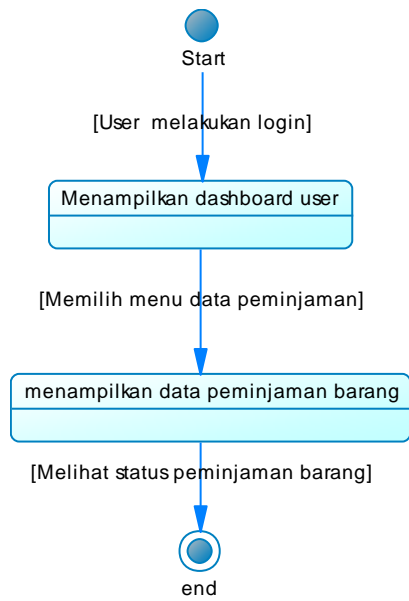 Start
[User melakukan login]
Menampilkan dashboard user
[Memilih menu data peminjaman]
menampilkan data peminjaman barang
[Melihat status peminjaman barang]
end